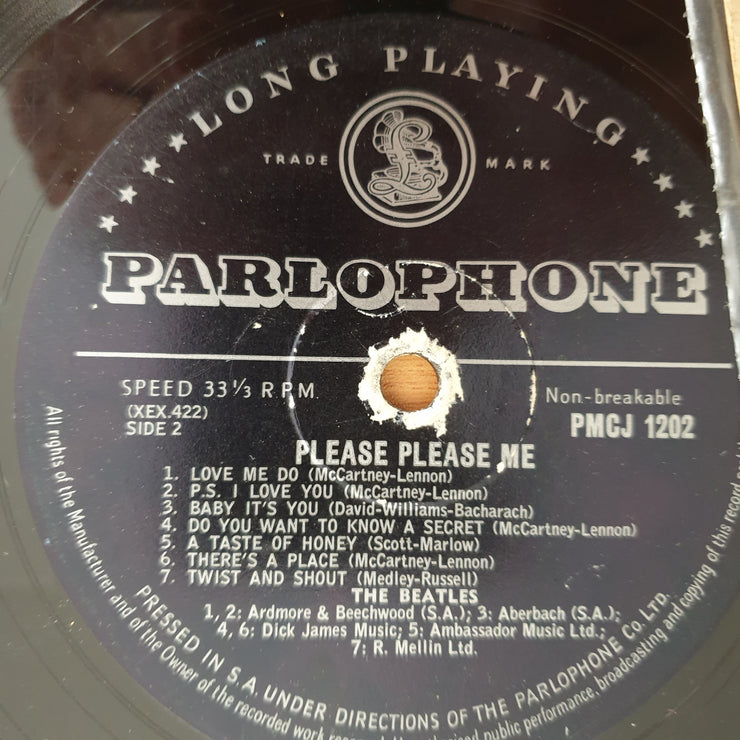 LONG PLAYING
TRADE MARK
£
PARLOPHONE
SPEED 33 1/3 R.P.M.
(XEX.422)
SIDE 2
Non-breakable
PMCJ 1202
PLEASE PLEASE ME
1. LOVE ME DO (McCartney-Lennon)
2. P.S. I LOVE YOU (McCartney-Lennon)
3. BABY IT'S YOU (David-Williams-Bacharach)
4. DO YOU WANT TO KNOW A SECRET (McCartney-Lennon)
5. A TASTE OF HONEY (Scott-Marlow)
6. THERE'S A PLACE (McCartney-Lennon)
7. TWIST AND SHOUT (Medley-Russell)
THE BEATLES
1, 2: Ardmore & Beechwood (S.A.); 3: Aberbach (S.A.);
4, 6: Dick James Music; 5: Ambassador Music Ltd.;
7: R. Mellin Ltd.
PRESSED IN S.A. UNDER DIRECTIONS OF THE PARLOPHONE Co. LTD.
All rights of the Manufacturer and of the Owner of the recorded work public performance, broadcasting and copying of this record